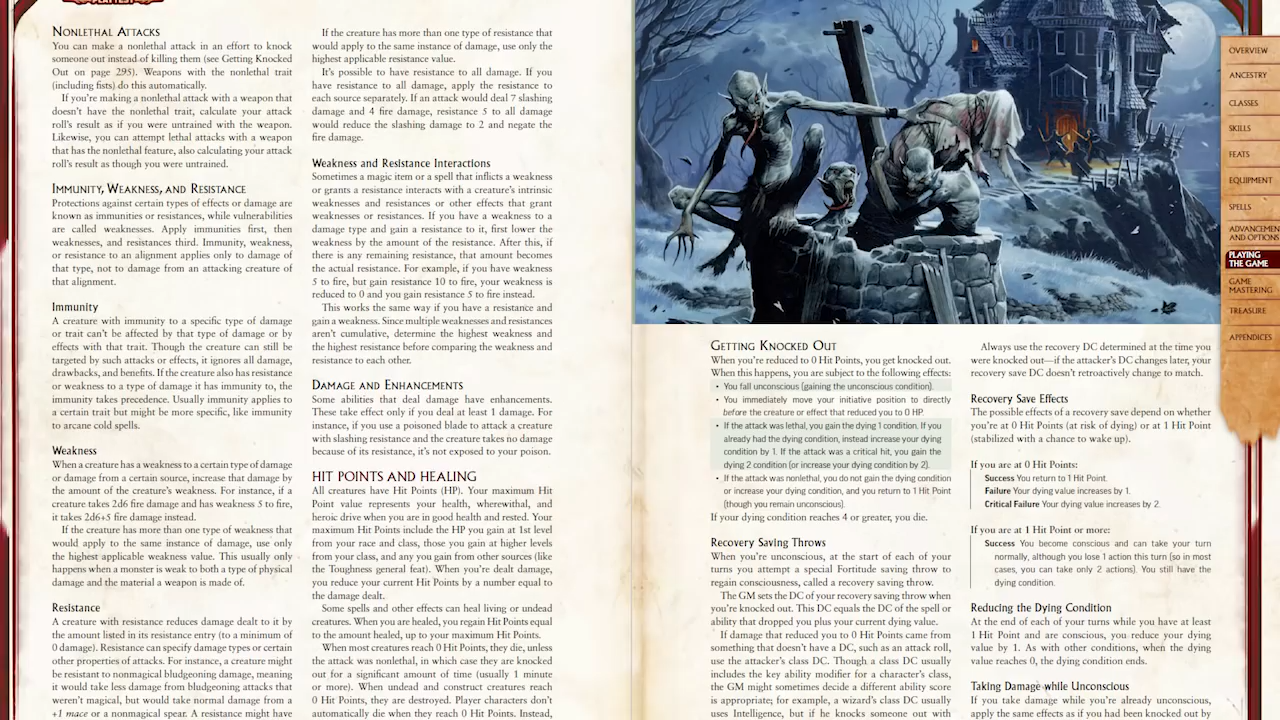 PLAYTEST
NONLETHAL ATTACKS
You can make a nonlethal attack in an effort to knock
someone out instead of killing them (see Getting Knocked
Out on page 295). Weapons with the nonlethal trait
(including fists) do this automatically.
If you're making a nonlethal attack with a weapon that
doesn't have the nonlethal trait, calculate your attack
roll's result as if you were untrained with the weapon.
Likewise, you can attempt lethal attacks with a weapon
that has the nonlethal feature, also calculating your attack
roll's result as though you were untrained.
IMMUNITY, WEAKNESS, AND RESISTANCE
Protections against certain types of effects or damage are
known as immunities or resistances, while vulnerabilities
are called weaknesses. Apply immunities first, then
weaknesses, and resistances third. Immunity, weakness,
or resistance to an alignment applies only to damage of
that type, not to damage from an attacking creature of
that alignment.
Immunity
A creature with immunity to a specific type of damage
or trait can't be affected by that type of damage or by
effects with that trait. Though the creature can still be
targeted by such attacks or effects, it ignores all damage,
drawbacks, and benefits. If the creature also has resistance
or weakness to a type of damage it has immunity to, the
immunity takes precedence. Usually immunity applies to
a certain trait but might be more specific, like immunity
to arcane cold spells.
Weakness
When a creature has a weakness to a certain type of damage
or damage from a certain source, increase that damage by
the amount of the creature's weakness. For instance, if a
creature takes 2d6 fire damage and has weakness 5 to fire,
it takes 2d6+5 fire damage instead.
If the creature has more than one type of weakness that
would apply to the same instance of damage, use only
the highest applicable weakness value. This usually only
happens when a monster is weak to both a type of physical
damage and the material a weapon is made of.
Resistance
A creature with resistance reduces damage dealt to it by
the amount listed in its resistance entry (to a minimum of
0 damage). Resistance can specify damage types or certain
other properties of attacks. For instance, a creature might
be resistant to nonmagical bludgeoning damage, meaning
it would take less damage from bludgeoning attacks that
weren't magical, but would take normal damage from a
+1 mace or a nonmagical spear. A resistance might have
If the creature has more than one type of resistance that
would apply to the same instance of damage, use only the
highest applicable resistance value.
It's possible to have resistance to all damage. If you
have resistance to all damage, apply the resistance to
each source separately. If an attack would deal 7 slashing
damage and 4 fire damage, resistance 5 to all damage
would reduce the slashing damage to 2 and negate the
fire damage.
Weakness and Resistance Interactions
Sometimes a magic item or a spell that inflicts a weakness
or grants a resistance interacts with a creature's intrinsic
weaknesses and resistances or other effects that grant
weaknesses or resistances. If you have a weakness to a
damage type and gain a resistance to it, first lower the
weakness by the amount of the resistance. After this, if
there is any remaining resistance, that amount becomes
the actual resistance. For example, if you have weakness
5 to fire, but gain resistance 10 to fire, your weakness is
reduced to 0 and you gain resistance 5 to fire instead.
This works the same way if you have a resistance and
gain a weakness. Since multiple weaknesses and resistances
aren't cumulative, determine the highest weakness and
the highest resistance before comparing the weakness and
resistance to each other.
DAMAGE AND ENHANCEMENTS
Some abilities that deal damage have enhancements.
These take effect only if you deal at least 1 damage. For
instance, if you use a poisoned blade to attack a creature
with slashing resistance and the creature takes no damage
because of its resistance, it's not exposed to your poison.
HIT POINTS AND HEALING
All creatures have Hit Points (HP). Your maximum Hit
Point value represents your health, wherewithal, and
heroic drive when you are in good health and rested. Your
maximum Hit Points include the HP you gain at 1st level
from your race and class, those you gain at higher levels
from your class, and any you gain from other sources (like
the Toughness general feat). When you're dealt damage,
you reduce your current Hit Points by a number equal to
the damage dealt.
Some spells and other effects can heal living or undead
creatures. When you are healed, you regain Hit Points equal
to the amount healed, up to your maximum Hit Points.
When most creatures reach 0 Hit Points, they die, unless
the attack was nonlethal, in which case they are knocked
out for a significant amount of time (usually 1 minute
or more). When undead and construct creatures reach
0 Hit Points, they are destroyed. Player characters don't
automatically die when they reach 0 Hit Points. Instead,
GETTING KNOCKED OUT
When you're reduced to 0 Hit Points, you get knocked out.
When this happens, you are subject to the following effects:
• You fall unconscious (gaining the unconscious condition).
• You immediately move your initiative position to directly
before the creature or effect that reduced you to 0 HP.
• If the attack was lethal, you gain the dying 1 condition. If you
already had the dying condition, instead increase your dying
condition by 1. If the attack was a critical hit, you gain the
dying 2 condition (or increase your dying condition by 2).
• If the attack was nonlethal, you do not gain the dying condition
or increase your dying condition, and you return to 1 Hit Point
(though you remain unconscious).
If your dying condition reaches 4 or greater, you die.
Recovery Saving Throws
When you're unconscious, at the start of each of your
turns you attempt a special Fortitude saving throw to
regain consciousness, called a recovery saving throw.
The GM sets the DC of your recovery saving throw when
you're knocked out. This DC equals the DC of the spell or
ability that dropped you plus your current dying value.
If damage that reduced you to 0 Hit Points came from
something that doesn't have a DC, such as an attack roll,
use the attacker's class DC. Though a class DC usually
includes the key ability modifier for a character's class,
the GM might sometimes decide a different ability score
is appropriate; for example, a wizard's class DC usually
uses Intelligence, but if he knocks someone out with
Always use the recovery DC determined at the time you
were knocked out—if the attacker's DC changes later, your
recovery save DC doesn't retroactively change to match.
Recovery Save Effects
The possible effects of a recovery save depend on whether
you're at 0 Hit Points (at risk of dying) or at 1 Hit Point
(stabilized with a chance to wake up).
If you are at 0 Hit Points:
Success You return to 1 Hit Point.
Failure Your dying value increases by 1.
Critical Failure Your dying value increases by 2.
If you are at 1 Hit Point or more:
Success You become conscious and can take your turn
normally, although you lose 1 action this turn (so in most
cases, you can take only 2 actions). You still have the
dying condition.
Reducing the Dying Condition
At the end of each of your turns while you have at least
1 Hit Point and are conscious, you reduce your dying
value by 1. As with other conditions, when the dying
value reaches 0, the dying condition ends.
Taking Damage while Unconscious
If you take damage while you're already unconscious,
apply the same effects as if you had been knocked out by
OVERVIEW
ANCESTRY
CLASSES
SKILLS
FEATS
EQUIPMENT
SPELLS
ADVANCEMEN
AND OPTIONS
PLAYING
THE GAME
GAME
MASTERING
TREASURE
APPENDICES